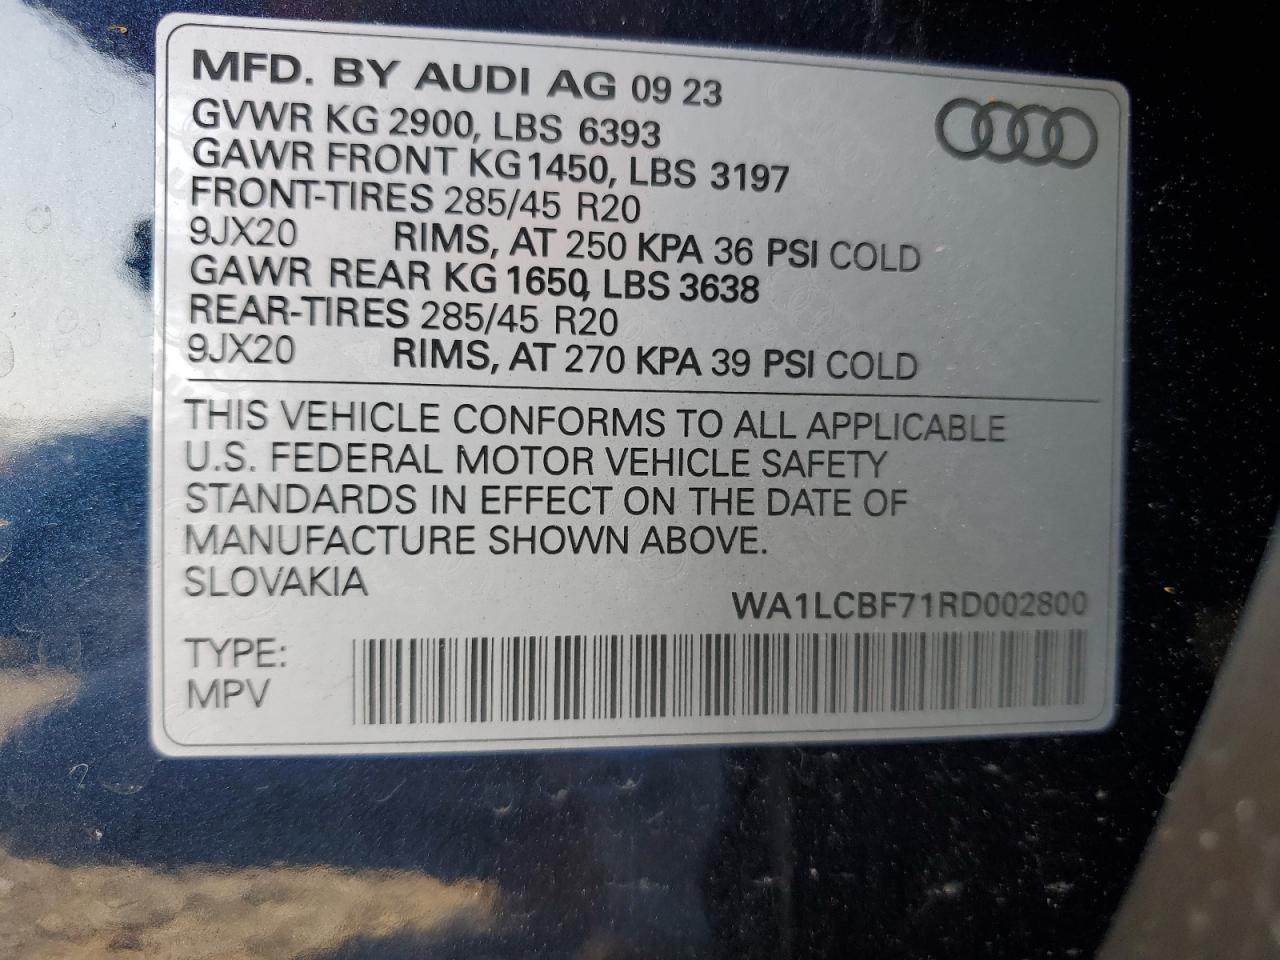 MFD. BY AUDI AG 09 23
GVWR KG 2900, LBS 6393
GAWR FRONT KG 1450, LBS 3197
FRONT-TIRES 285/45 R20
9JX20 RIMS, AT 250 KPA 36 PSI COLD
GAWR REAR KG 1650, LBS 3638
REAR-TIRES 285/45 R20
9JX20 RIMS, AT 270 KPA 39 PSI COLD
THIS VEHICLE CONFORMS TO ALL APPLICABLE
U.S. FEDERAL MOTOR VEHICLE SAFETY
STANDARDS IN EFFECT ON THE DATE OF
MANUFACTURE SHOWN ABOVE.
SLOVAKIA
WA1LCBF71RD002800
TYPE:
MPV